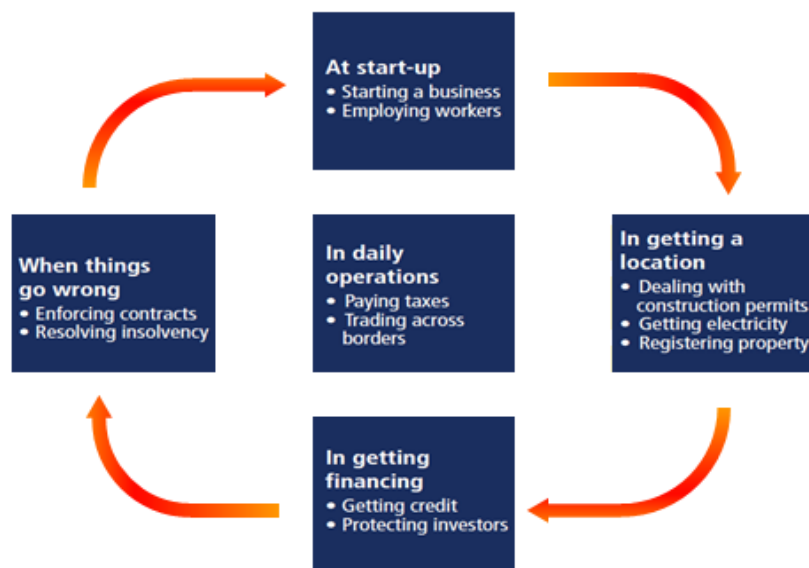 At start-up
• Starting a business
• Employing workers
When things
go wrong
• Enforcing contracts
• Resolving insolvency
In daily
operations
• Paying taxes
• Trading across
borders
In getting a
location
• Dealing with
construction permits
• Getting electricity
• Registering property
In getting
financing
• Getting credit
• Protecting investors